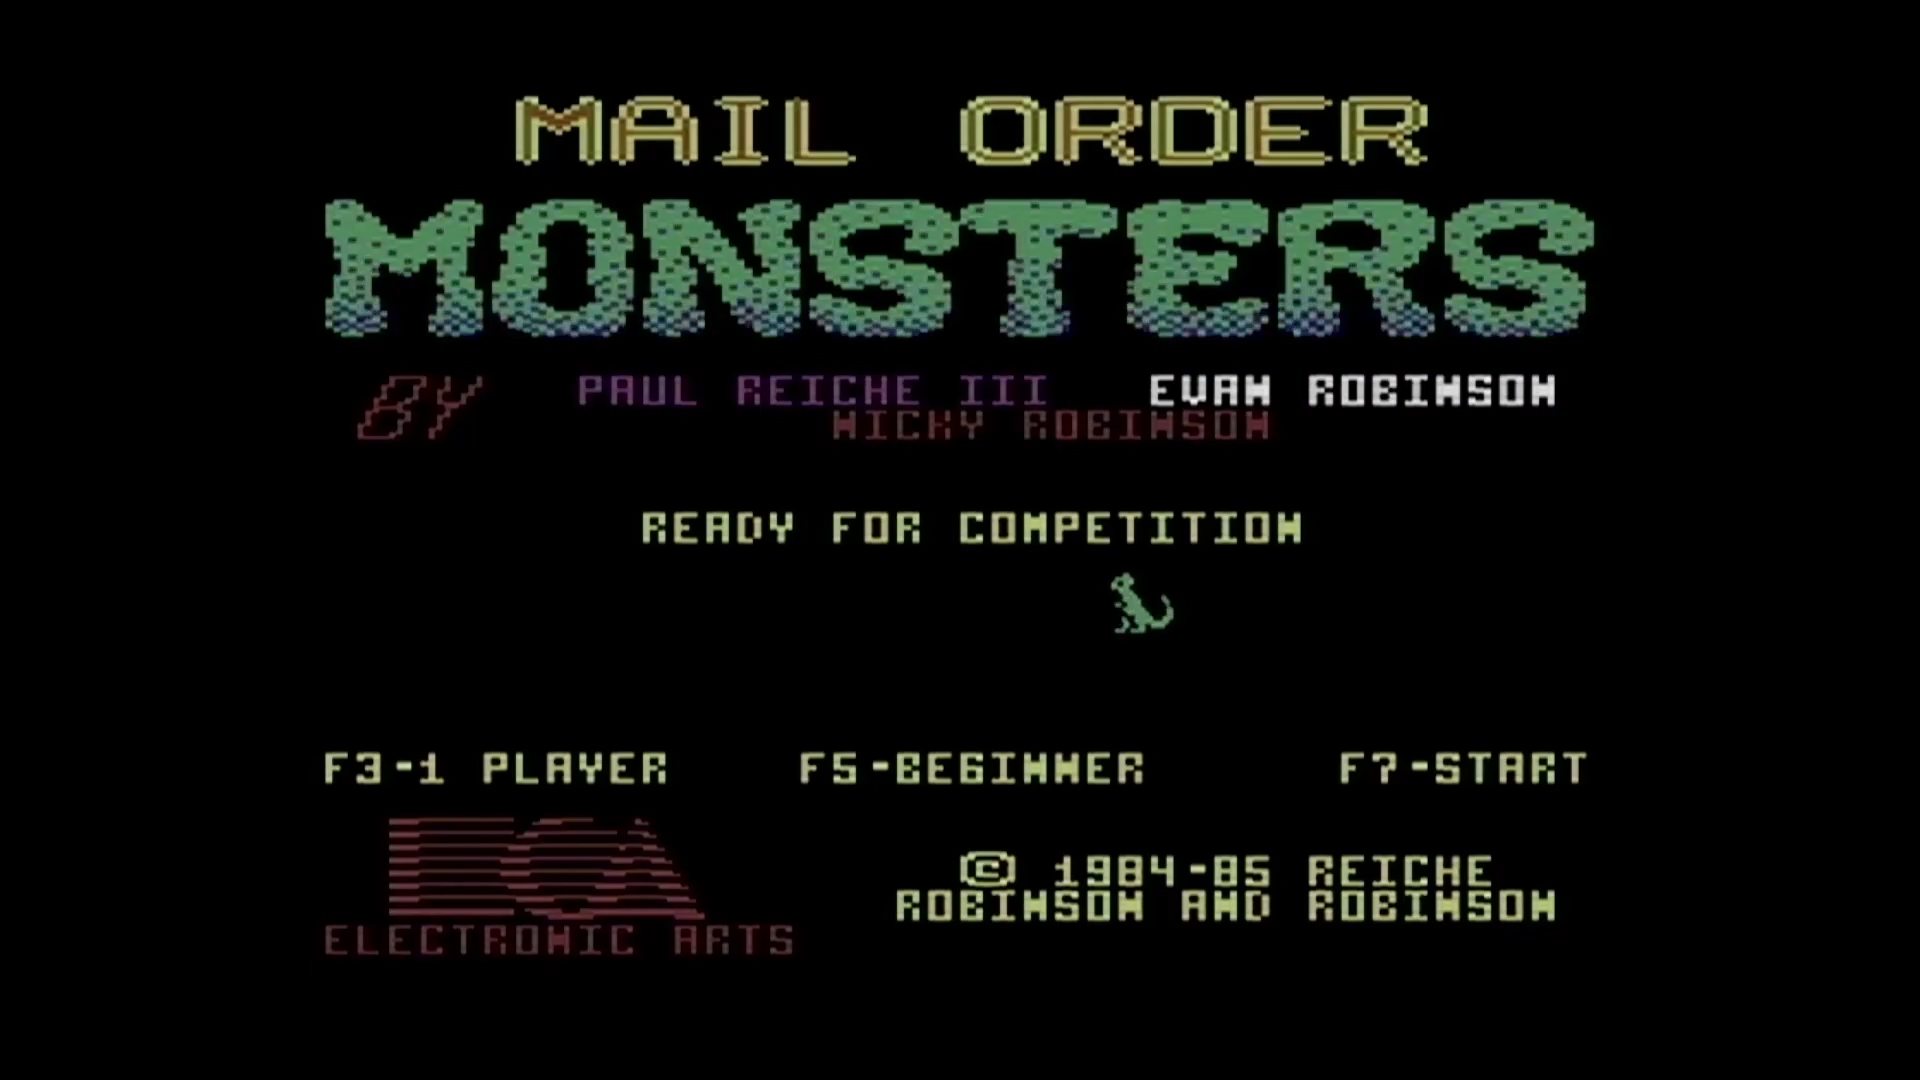 MAIL ORDER
MONSTERS
BY PAUL REICHE III EVAN ROBINSON
NICKY ROBINSON
READY FOR COMPETITION
F3-1 PLAYER F5-BEGINNER F7-START
EOA
© 1984-85 REICHE
ROBINSON AND ROBINSON
ELECTRONIC ARTS